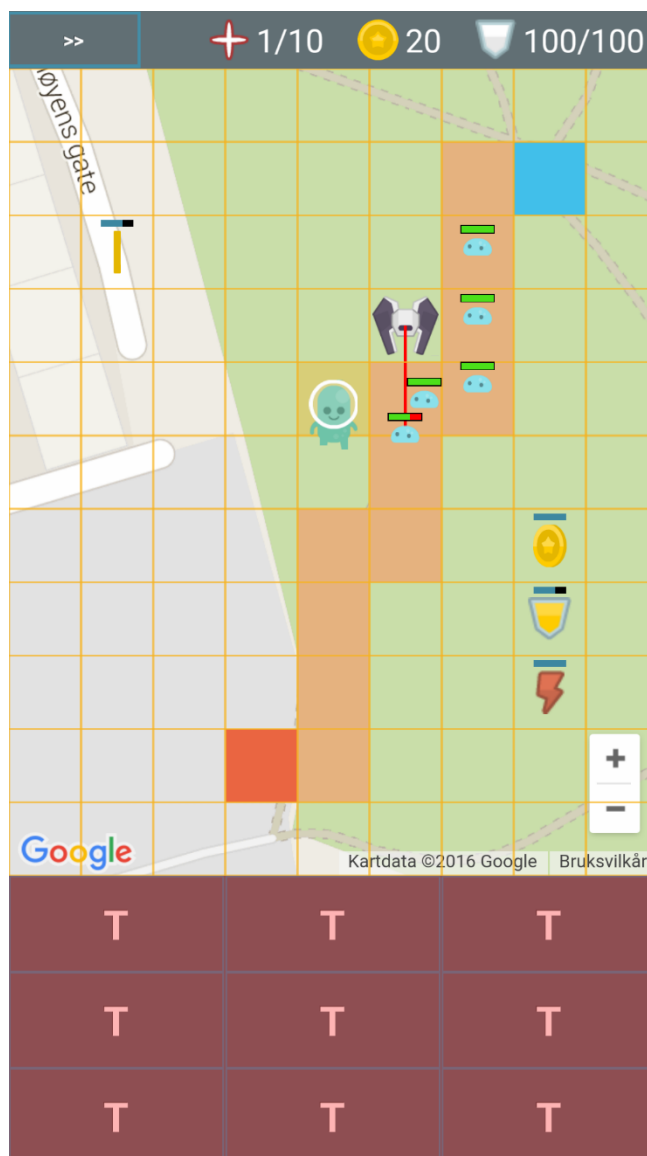 >> 1/10 20 100/100
øyens gate
+
−
Google
Kartdata ©2016 Google Bruksvilkår
T T T
T T T
T T T